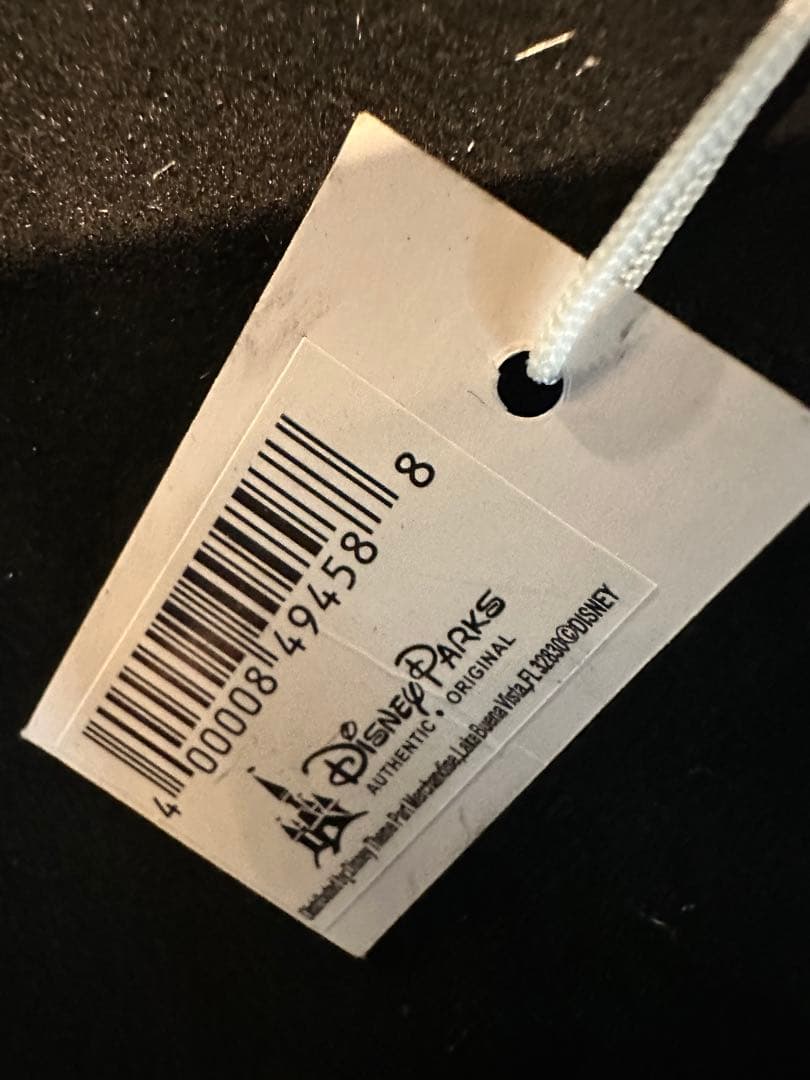 4 00008 49458 8
DISNEY PARKS
AUTHENTIC • ORIGINAL
Distributed by Disney Theme Part Merchandise,Lake Buena Vista,FL 32830©DISNEY